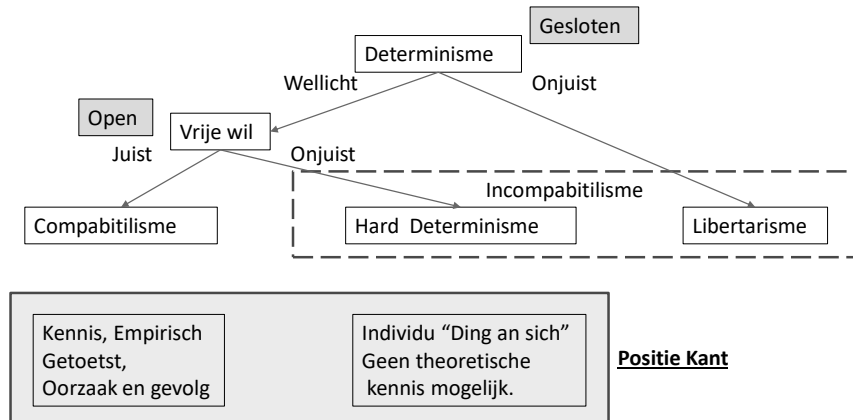 Gesloten
Determinisme
Wellicht
Onjuist
Open
Vrije wil
Juist
Onjuist
Incompabitilisme
Compabitilisme
Hard Determinisme
Libertarisme
Kennis, Empirisch
Getoetst,
Oorzaak en gevolg
Individu “Ding an sich”
Geen theoretische
kennis mogelijk.
Positie Kant